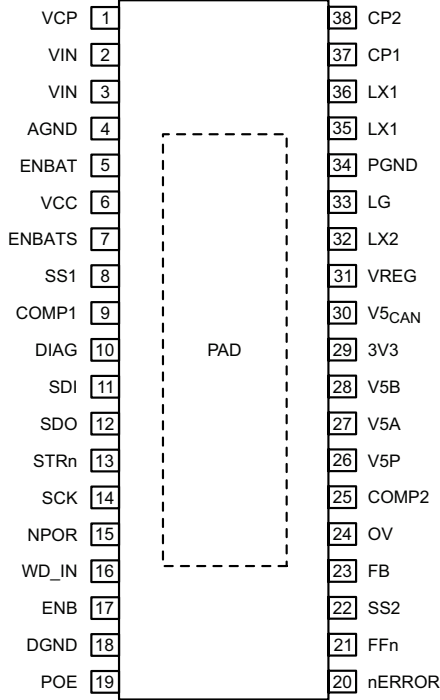 VCP 1
VIN 2
VIN 3
AGND 4
ENBAT 5
VCC 6
ENBATS 7
SS1 8
COMP1 9
DIAG 10
SDI 11
SDO 12
STRn 13
SCK 14
NPOR 15
WD_IN 16
ENB 17
DGND 18
POE 19
PAD
38 CP2
37 CP1
36 LX1
35 LX1
34 PGND
33 LG
32 LX2
31 VREG
30 V5CAN
29 3V3
28 V5B
27 V5A
26 V5P
25 COMP2
24 OV
23 FB
22 SS2
21 FFn
20 nERROR